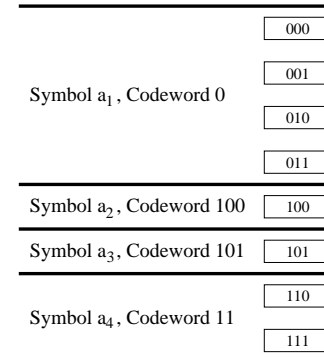 000
001
Symbol a1, Codeword 0
010
011
Symbol a2, Codeword 100 100
Symbol a3, Codeword 101 101
110
Symbol a4, Codeword 11
111